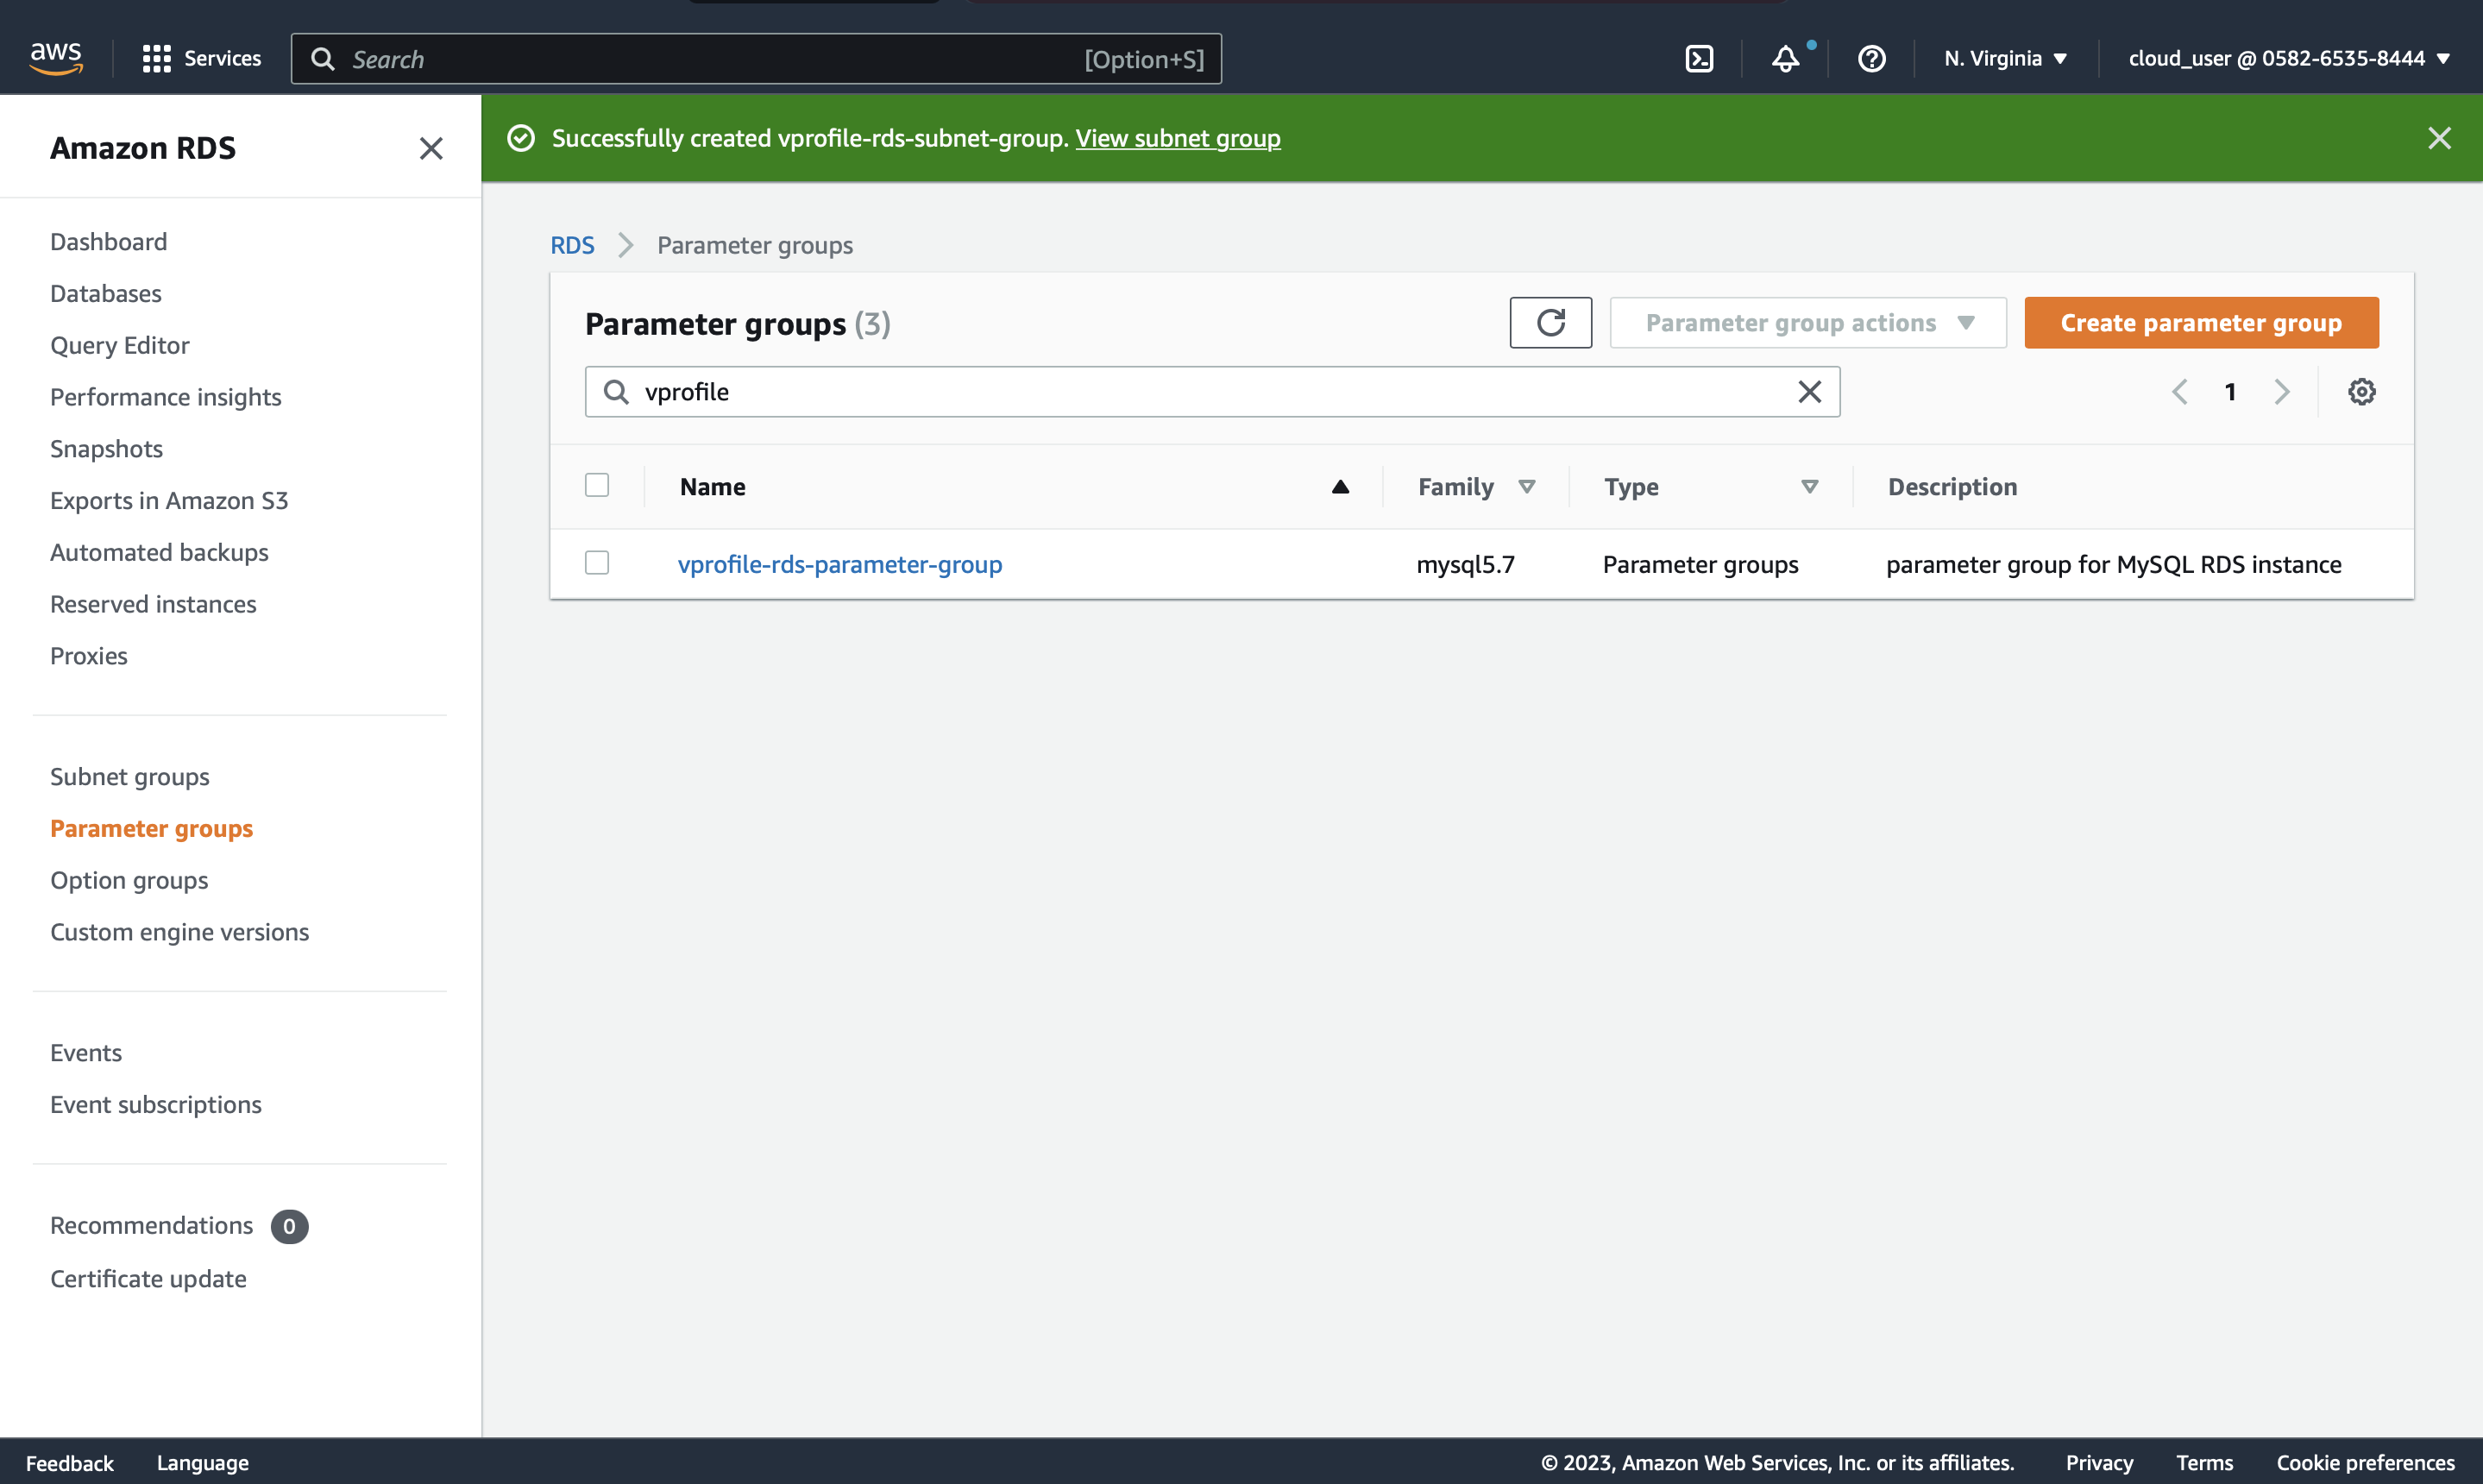 aws
Services
Search [Option+S]
N. Virginia
cloud_user @ 0582-6535-8444
Amazon RDS
Dashboard
Databases
Query Editor
Performance insights
Snapshots
Exports in Amazon S3
Automated backups
Reserved instances
Proxies
Subnet groups
Parameter groups
Option groups
Custom engine versions
Events
Event subscriptions
Recommendations 0
Certificate update
Successfully created vprofile-rds-subnet-group. View subnet group
RDS > Parameter groups
Parameter groups (3)
Parameter group actions
Create parameter group
vprofile
1
Name Family Type Description
vprofile-rds-parameter-group mysql5.7 Parameter groups parameter group for MySQL RDS instance
Feedback Language © 2023, Amazon Web Services, Inc. or its affiliates. Privacy Terms Cookie preferences